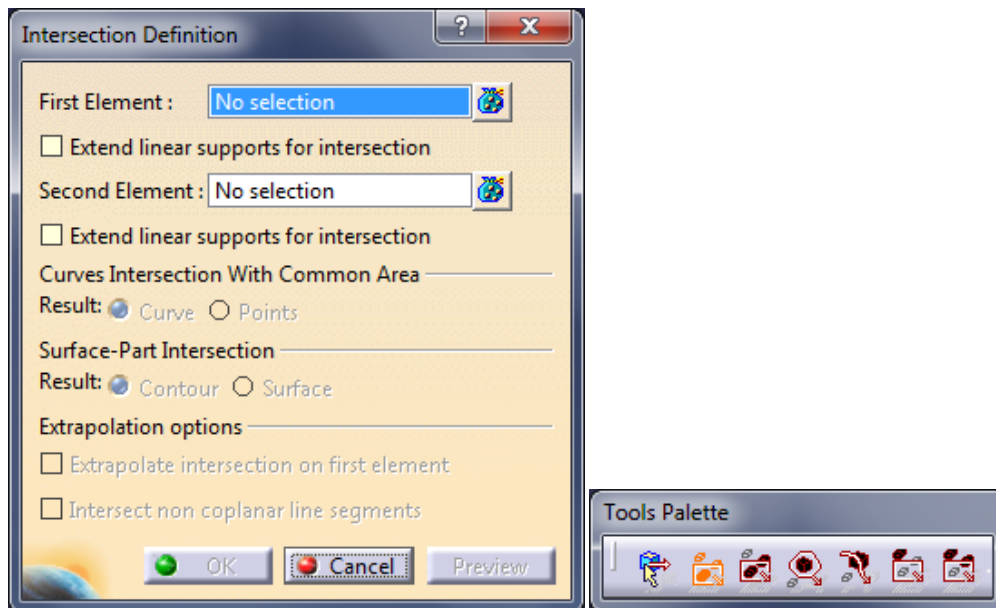 Intersection Definition
?
X
First Element : No selection
Extend linear supports for intersection
Second Element : No selection
Extend linear supports for intersection
Curves Intersection With Common Area
Result: Curve Points
Surface-Part Intersection
Result: Contour Surface
Extrapolation options
Extrapolate intersection on first element
Intersect non coplanar line segments
OK Cancel Preview
Tools Palette